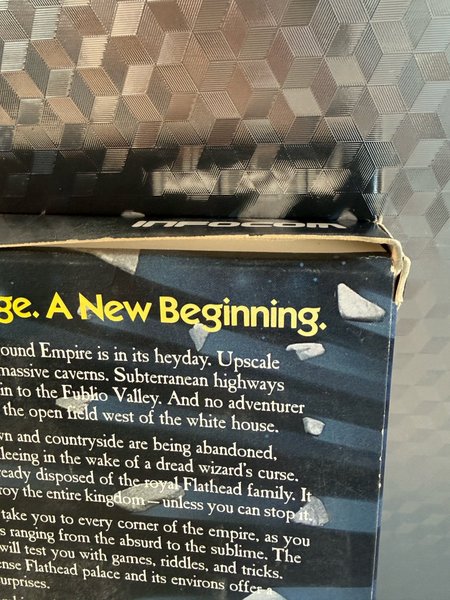 INFOCOM
ge. A New Beginning.
ound Empire is in its heyday. Upscale
massive caverns. Subterranean highways
in to the Fublio Valley. And no adventurer
the open field west of the white house.
wn and countryside are being abandoned,
leeing in the wake of a dread wizard's curse.
eady disposed of the royal Flathead family. It
roy the entire kingdom—unless you can stop it.
take you to every corner of the empire, as you
s ranging from the absurd to the sublime. The
will test you with games, riddles, and tricks.
ense Flathead palace and its environs offer a
urprises.